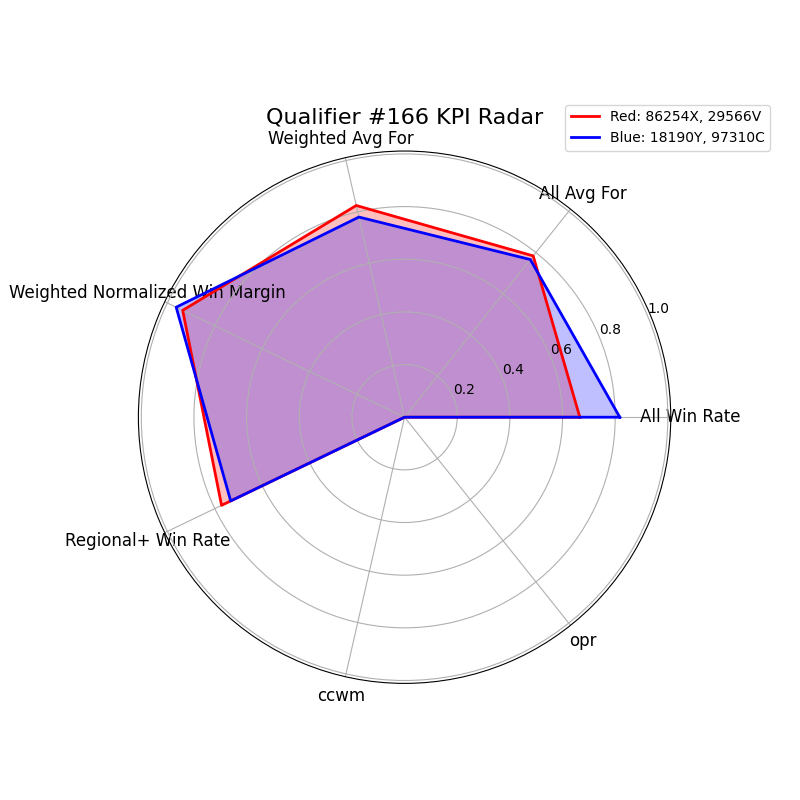 Qualifier #166 KPI Radar
Red: 86254X, 29566V
Blue: 18190Y, 97310C
Weighted Avg For
All Avg For
Weighted Normalized Win Margin
1.0
0.8
0.6
0.4
0.2
All Win Rate
Regional+ Win Rate
opr
ccwm